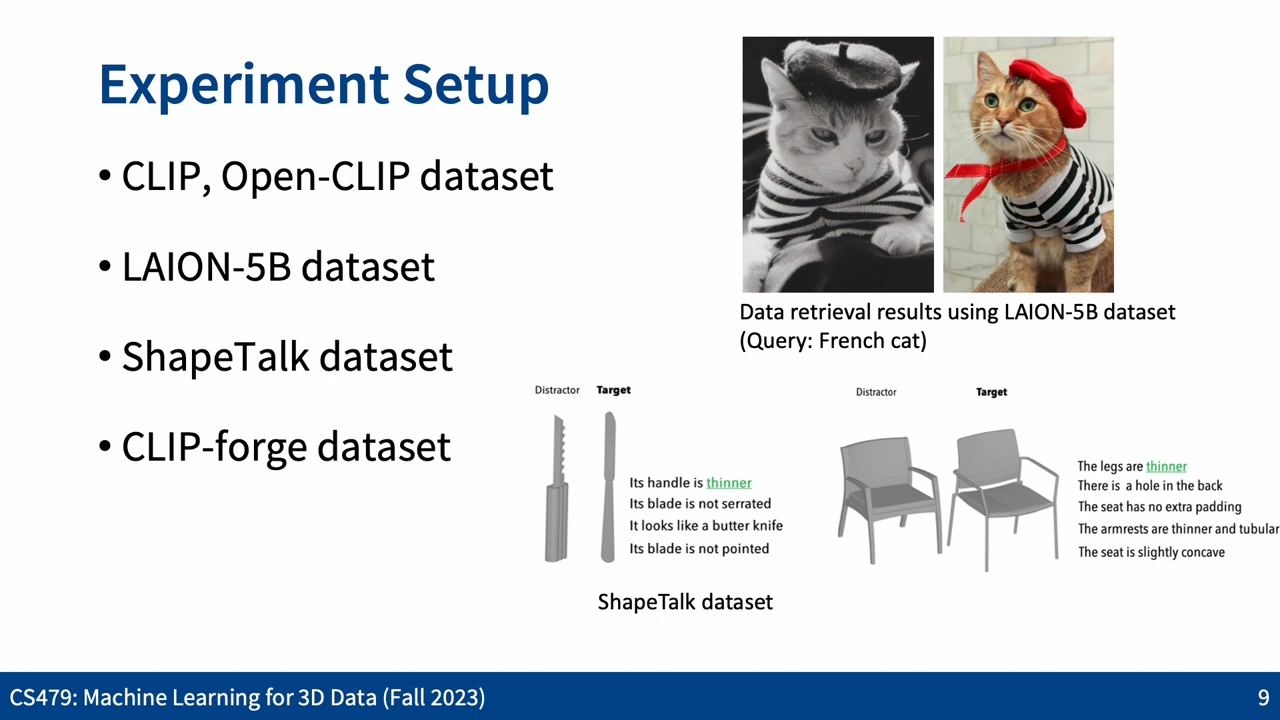 Experiment Setup
• CLIP, Open-CLIP dataset
• LAION-5B dataset
• ShapeTalk dataset
• CLIP-forge dataset
Data retrieval results using LAION-5B dataset
(Query: French cat)
Distractor
Target
Its handle is thinner
Its blade is not serrated
It looks like a butter knife
Its blade is not pointed
Distractor
Target
The legs are thinner
There is a hole in the back
The seat has no extra padding
The armrests are thinner and tubular
The seat is slightly concave
ShapeTalk dataset
CS479: Machine Learning for 3D Data (Fall 2023)
9